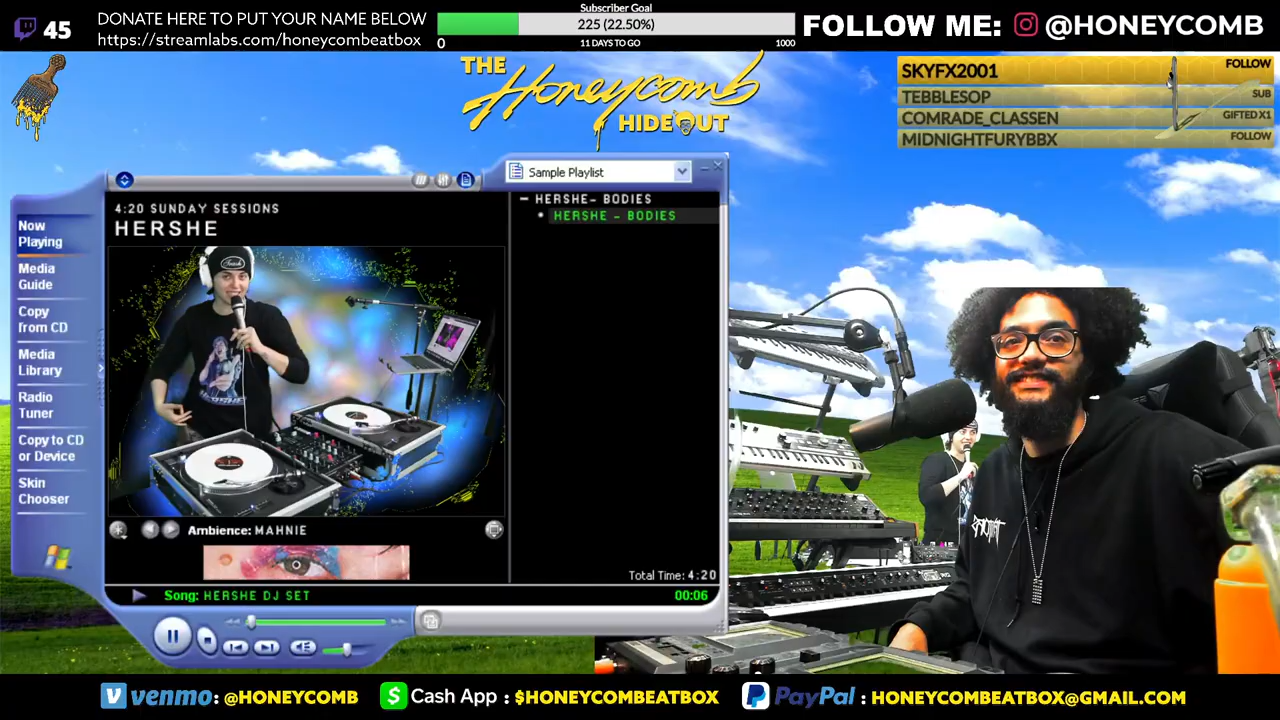 45
DONATE HERE TO PUT YOUR NAME BELOW
https://streamlabs.com/honeycombeatbox
Subscriber Goal
225 (22.50%)
0
11 DAYS TO GO
1000
FOLLOW ME: @HONEYCOMB
THE
Honeycomb
HIDEOUT
SKYFX2001 FOLLOW
TEBBLESOP SUB
COMRADE_CLASSEN GIFTED X1
MIDNIGHTFURYBBX FOLLOW
Sample Playlist
HERSHE- BODIES
HERSHE - BODIES
4:20 SUNDAY SESSIONS
HERSHE
Now
Playing
Media
Guide
Copy
from CD
Media
Library
Radio
Tuner
Copy to CD
or Device
Skin
Chooser
Ambience: MAHNIE
Total Time: 4:20
Song: HERSHE DJ SET
00:06
venmo: @HONEYCOMB
Cash App : $HONEYCOMBEATBOX
PayPal : HONEYCOMBEATBOX@GMAIL.COM